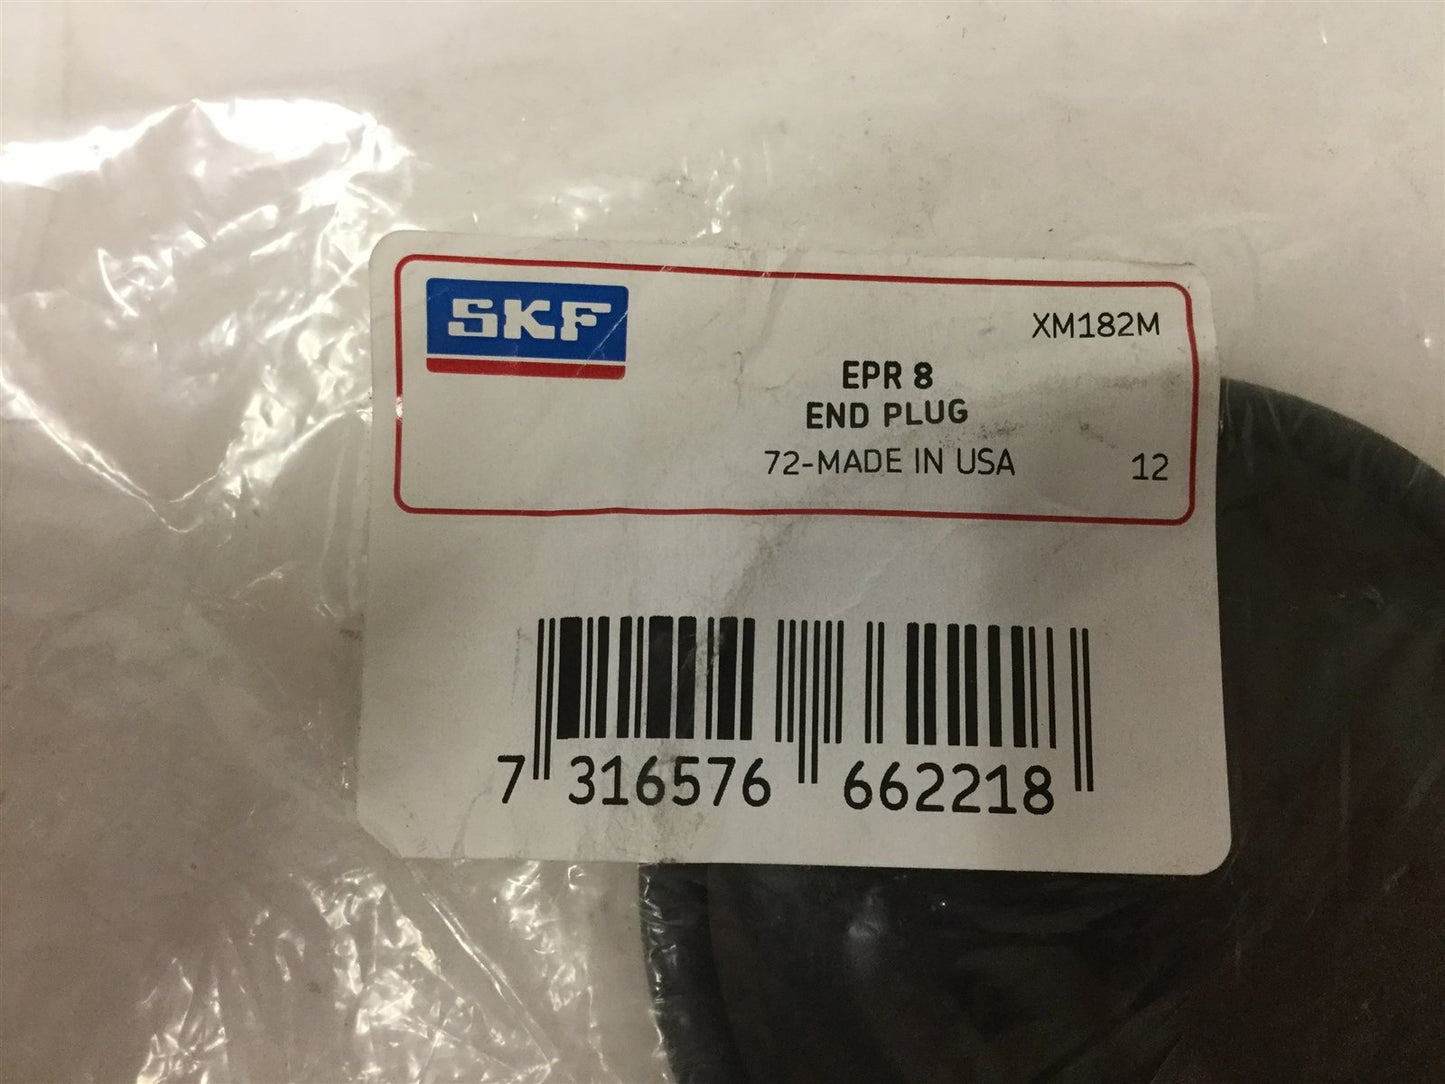 SKF
XM182M
EPR 8
END PLUG
72-MADE IN USA 12
7 316576 662218